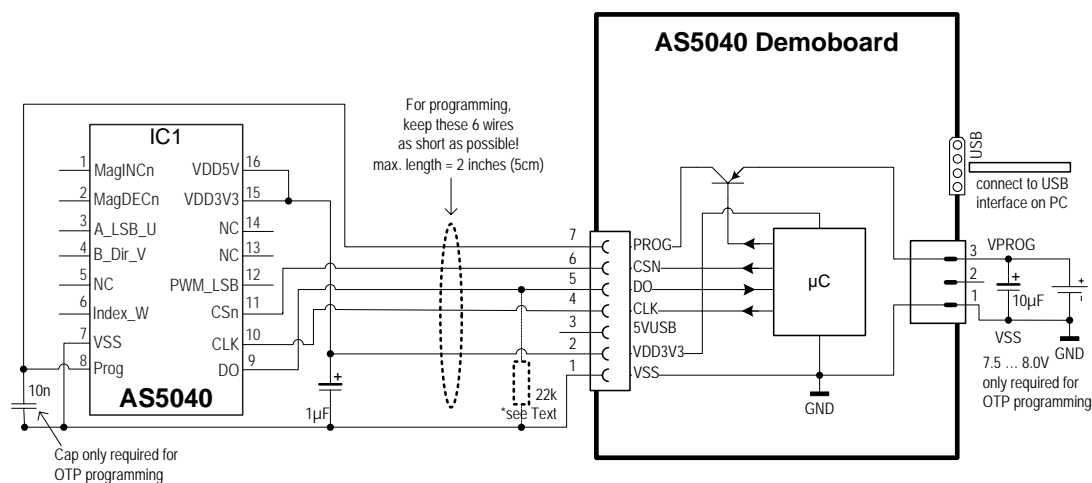 AS5040 Demoboard
For programming,
keep these 6 wires
as short as possible!
max. length = 2 inches (5cm)
IC1
1 MagINCn
2 MagDECn
3 A_LSB_U
4 B_Dir_V
5 NC
6 Index_W
7 VSS
8 Prog
VDD5V 16
VDD3V3 15
NC 14
NC 13
PWM_LSB 12
CSn 11
CLK 10
DO 9
AS5040
10n
Cap only required for
OTP programming
+
1µF
22k
*see Text
7 PROG
6 CSN
5 DO
4 CLK
3 5VUSB
2 VDD3V3
1 VSS
µC
GND
USB
connect to USB
interface on PC
3 VPROG
2
1
+
10µF
+
-
VSS
GND
7.5 ... 8.0V
only required for
OTP programming